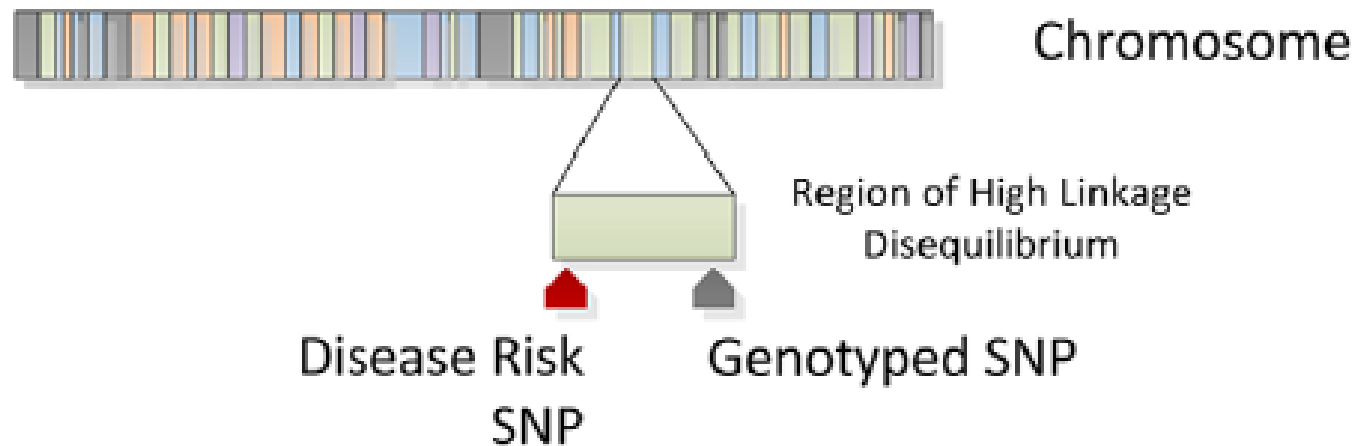 Chromosome
Region of High Linkage
Disequilibrium
Disease Risk
SNP
Genotyped SNP